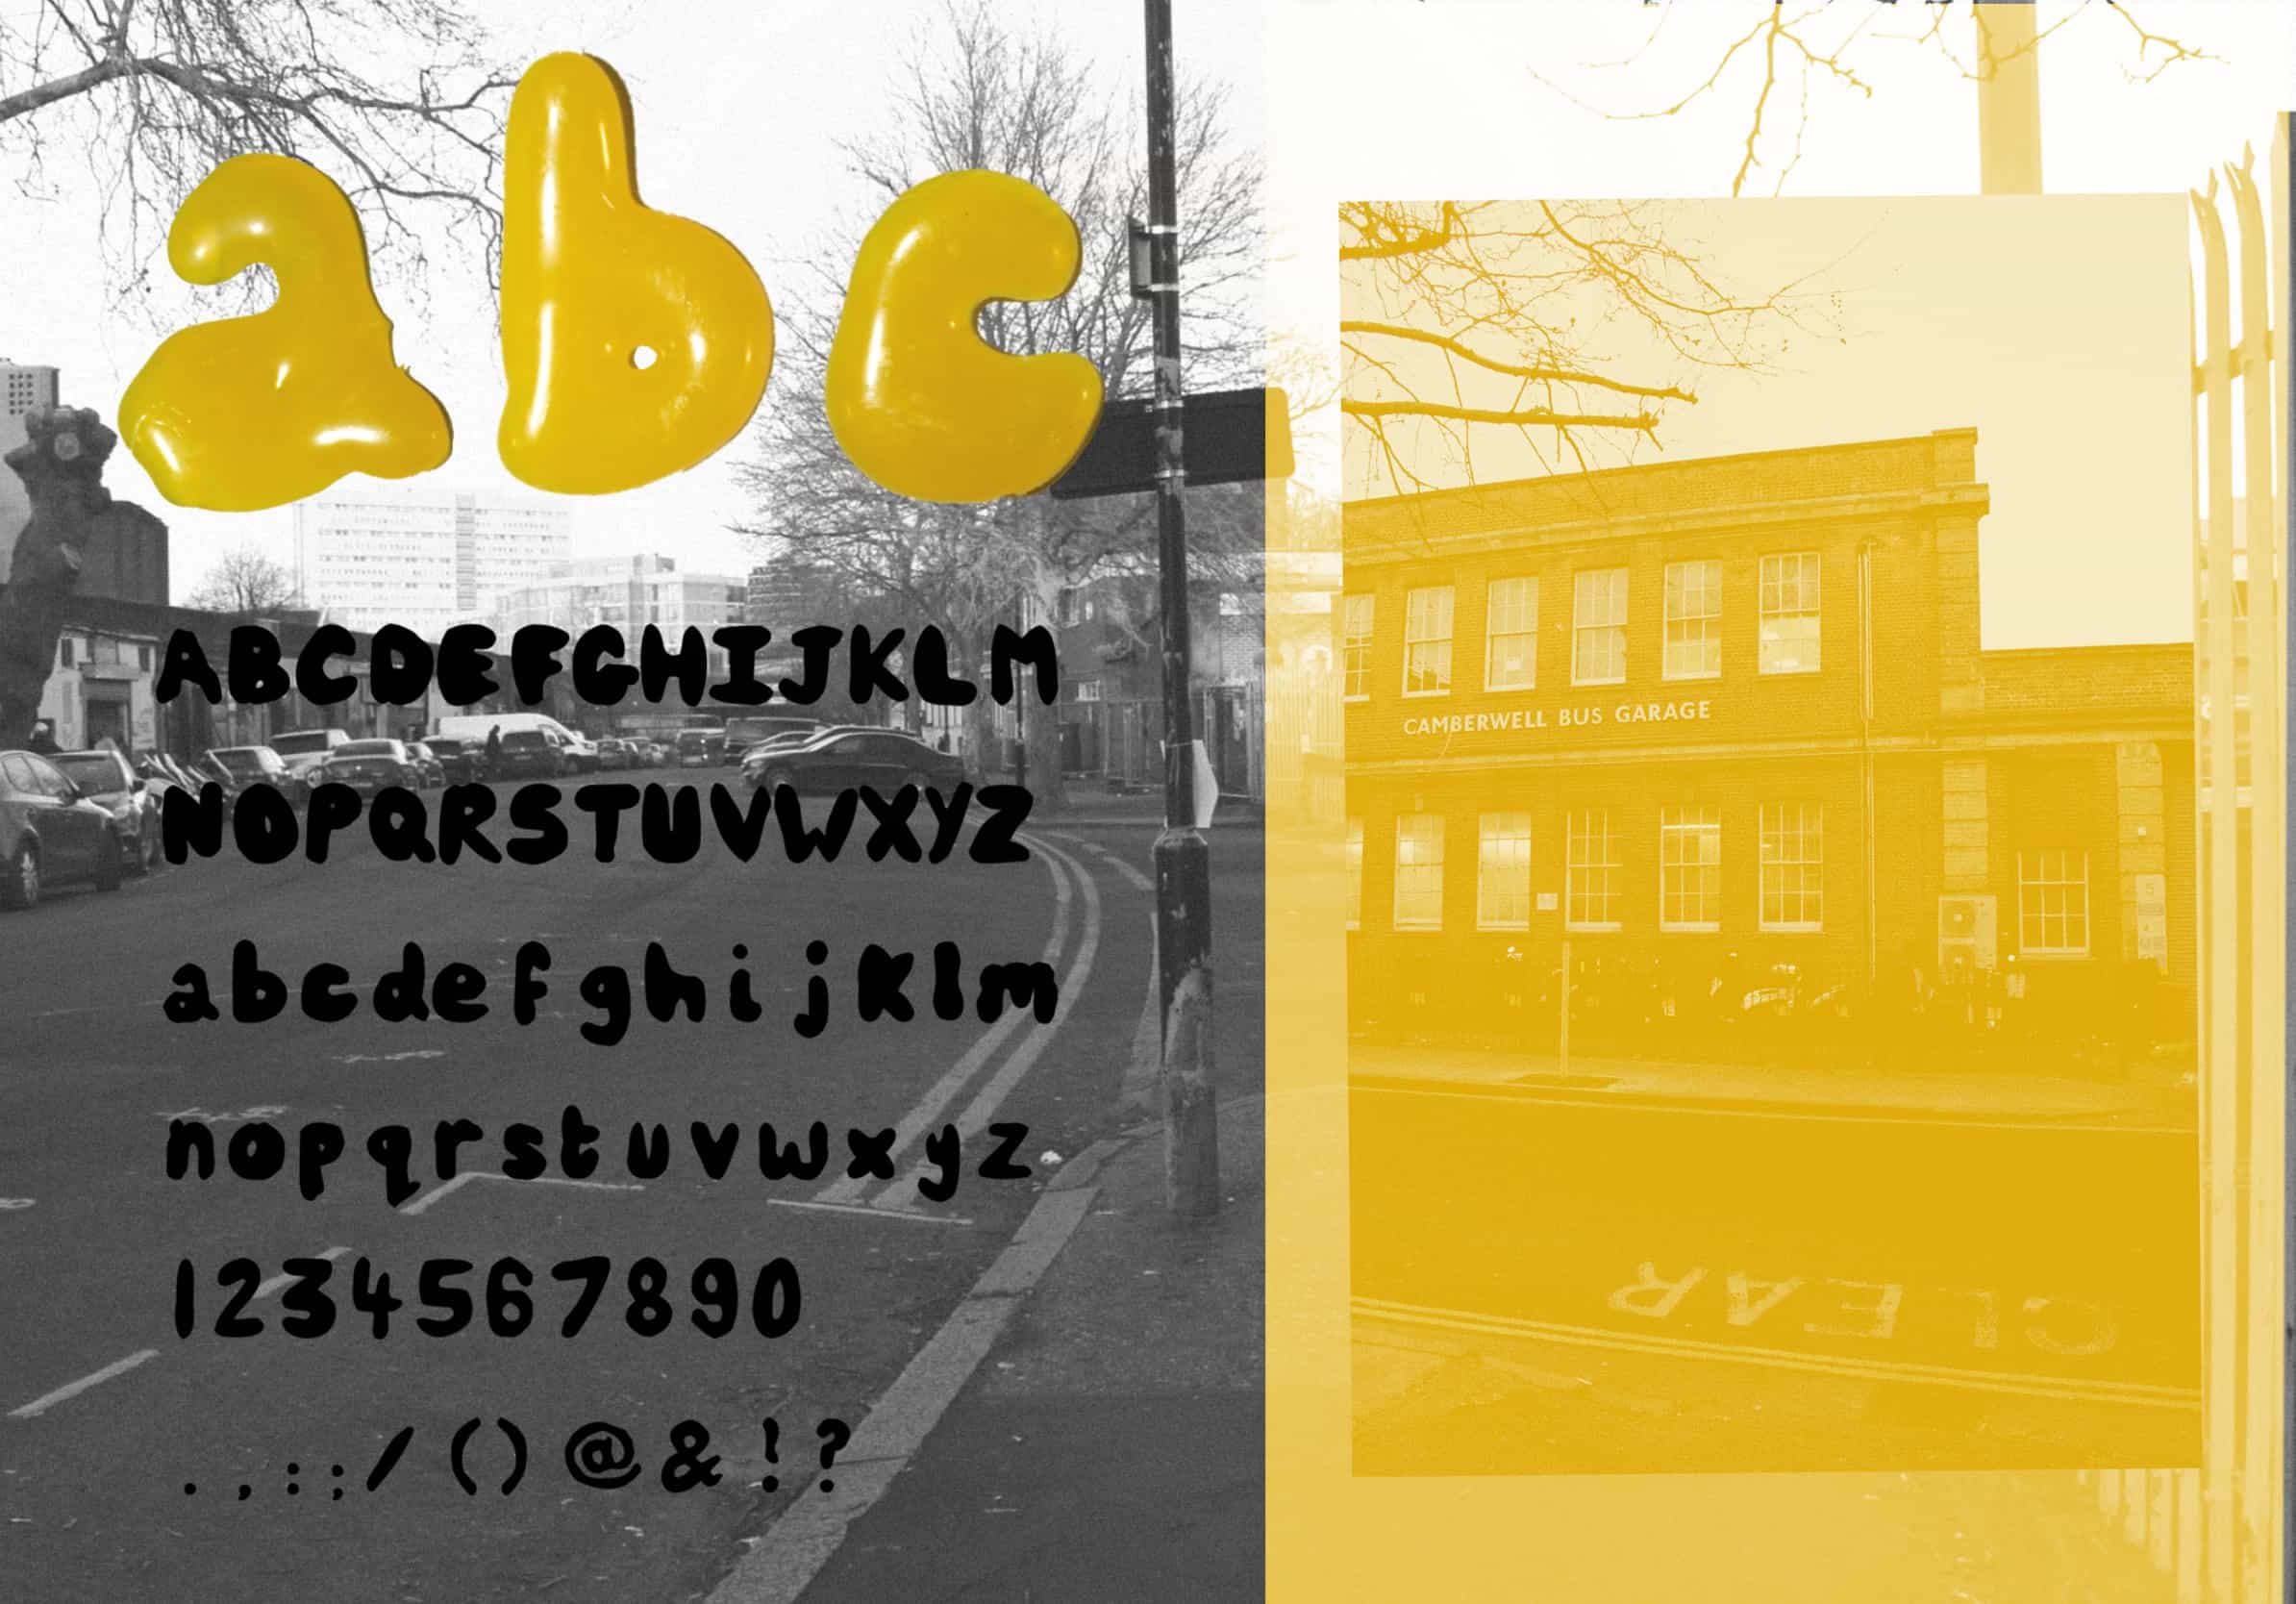 abc
ABCDEFGHIJKLM
NOPQRSTUVWXYZ
abcdefghijklm
nopqrstuvwxyz
1234567890
. , : ; / ( ) @ & ! ?
CAMBERWELL BUS GARAGE
CLEAR